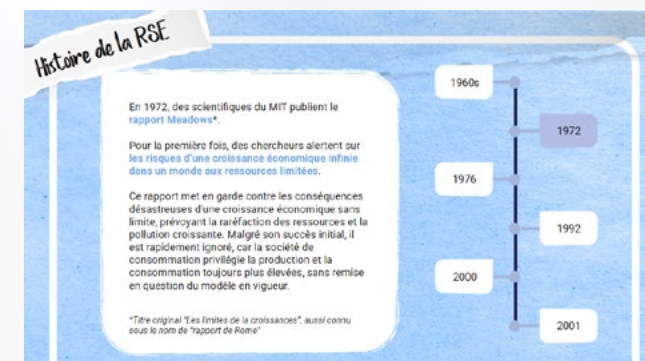 Histoire de la RSE
En 1972, des scientifiques du MIT publient le
rapport Meadows*.
Pour la première fois, des chercheurs alertent sur
les risques d'une croissance économique infinie
dans un monde aux ressources limitées.
Ce rapport met en garde contre les conséquences
désastreuses d'une croissance économique sans
limite, prévoyant la raréfaction des ressources et la
pollution croissante. Malgré son succès initial, il
est rapidement ignoré, car la société de
consommation privilégie la production et la
consommation toujours plus élevées, sans remise
en question du modèle en vigueur.
*Titre original "Les limites de la croissances", aussi connu
sous le nom de "rapport de Rome"
1960s
1972
1976
1992
2000
2001